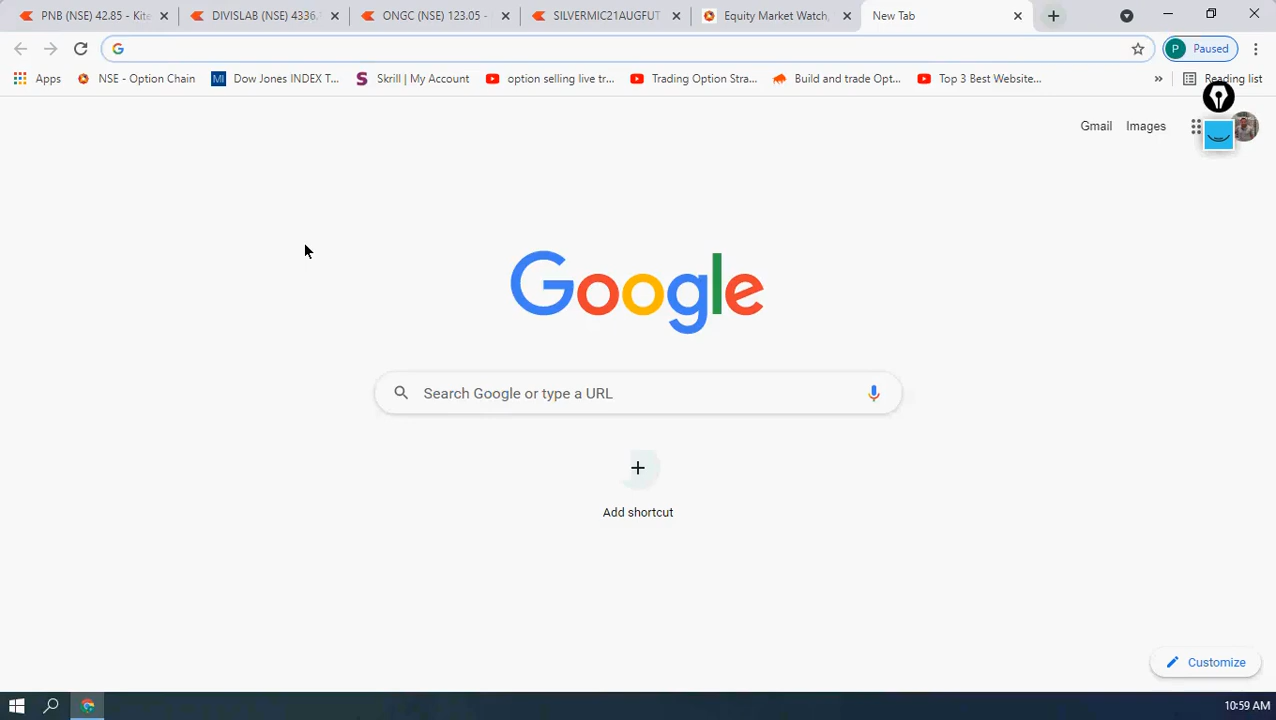 PNB (NSE) 42.85 - Kite
DIVISLAB (NSE) 4336.
ONGC (NSE) 123.05 -
SILVERMIC21AUGFUT
Equity Market Watch,
New Tab
P Paused
Apps
NSE - Option Chain
MI Dow Jones INDEX T...
S Skrill | My Account
option selling live tr...
Trading Option Stra...
Build and trade Opt...
Top 3 Best Website...
»
Reading list
Gmail
Images
Google
Search Google or type a URL
Add shortcut
Customize
10:59 AM